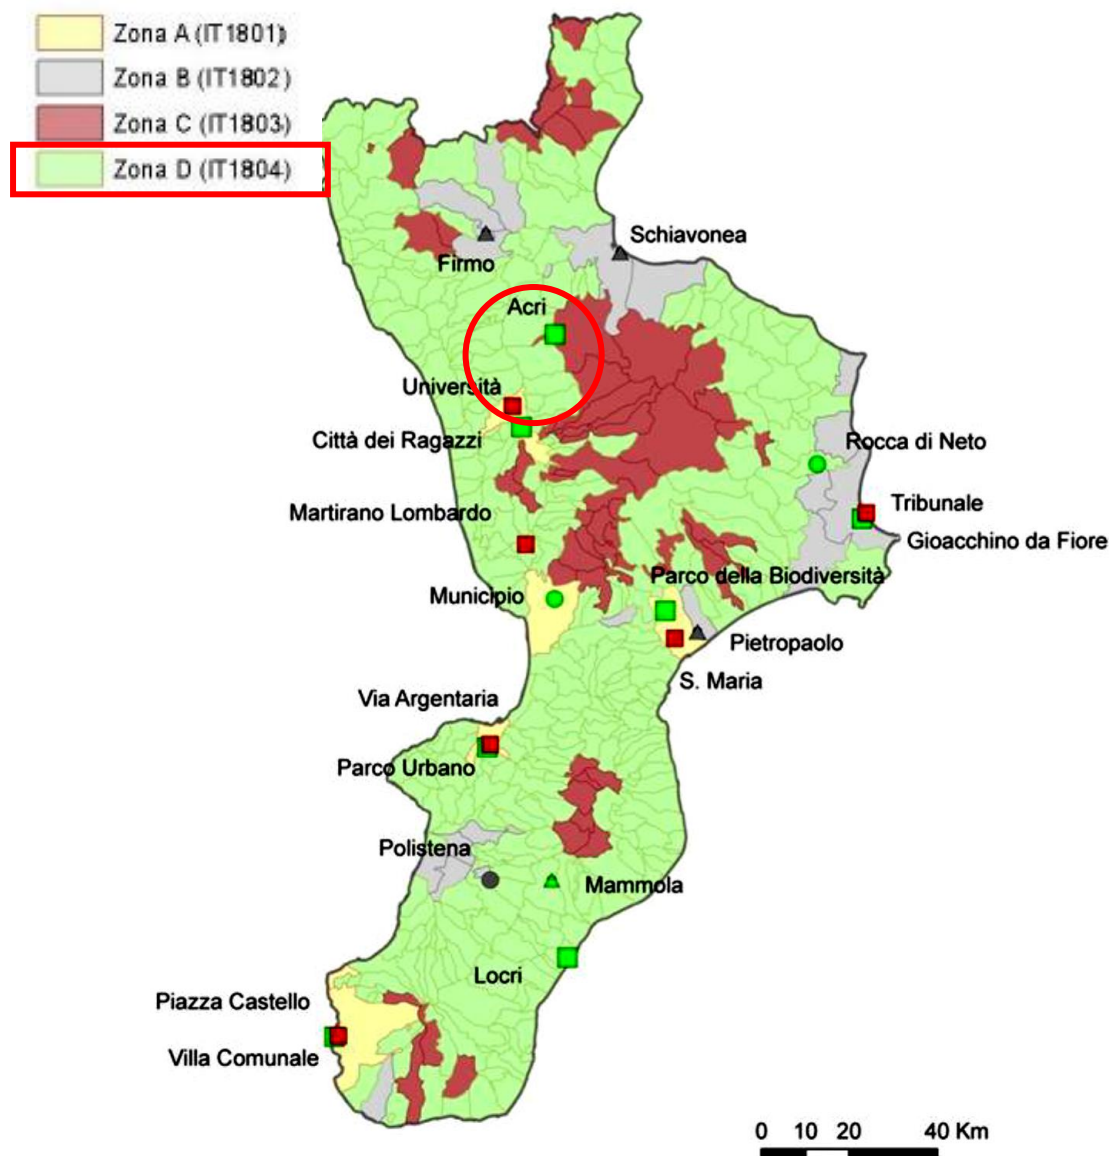 Zona A (IT1801)
Zona B (IT1802)
Zona C (IT1803)
Zona D (IT1804)
Schiavonea
Firmo
Acri
Università
Città dei Ragazzi
Rocca di Neto
Martirano Lombardo
Tribunale
Gioacchino da Fiore
Parco della Biodiversità
Municipio
Pietropaolo
S. Maria
Via Argentaria
Parco Urbano
Polistena
Mammola
Locri
Piazza Castello
Villa Comunale
0 10 20 40 Km